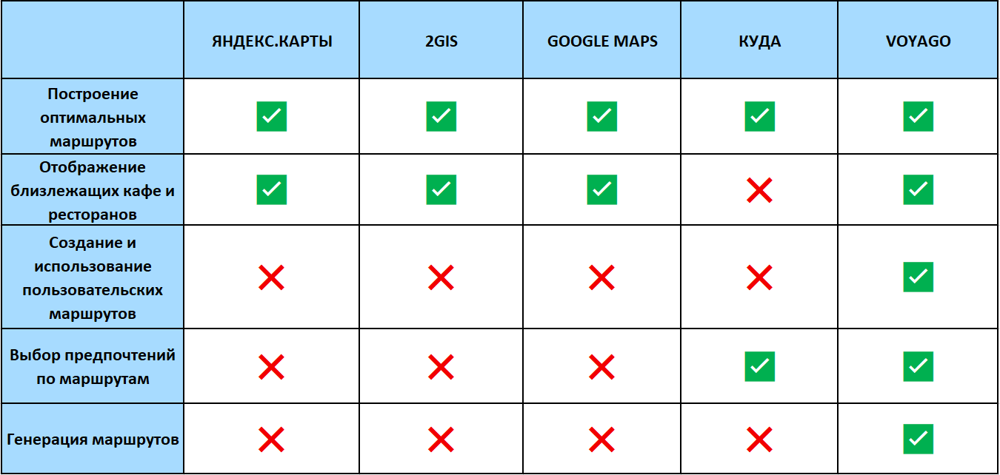 ЯНДЕКС.КАРТЫ 2GIS GOOGLE MAPS КУДА VOYAGO
Построение
оптимальных
маршрутов
Отображение
близлежащих кафе и
ресторанов
Создание и
использование
пользовательских
маршрутов
Выбор предпочтений
по маршрутам
Генерация маршрутов